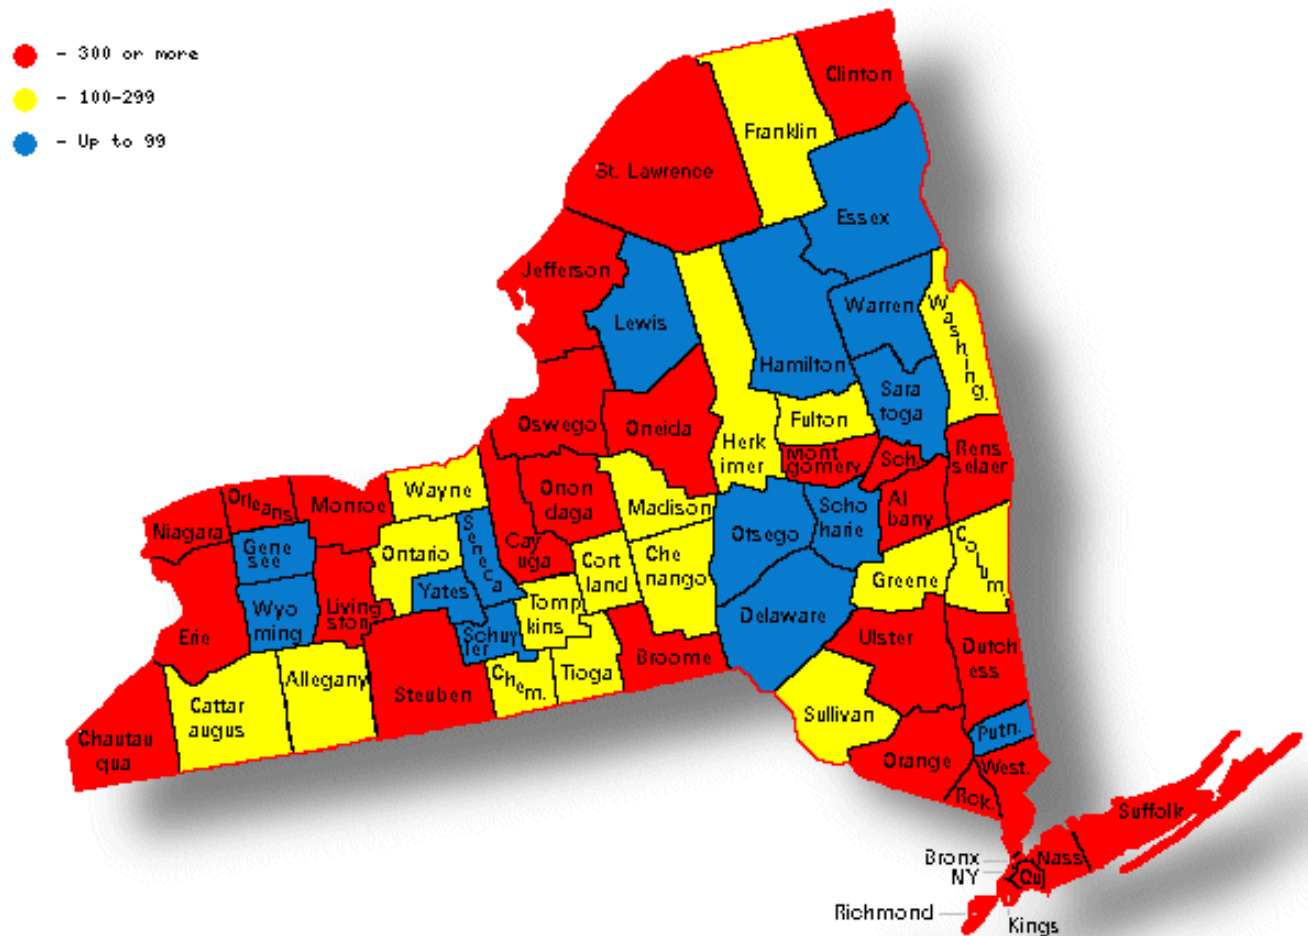 - 300 or more
- 100-299
- Up to 99
Clinton
Franklin
St. Lawrence
Essex
Jefferson
Lewis
Warren
Washing.
Hamilton
Sara
toga
Oswego
Oneida
Fulton
Herk
imer
Mont
gomery
Sch.
Rens
selaer
Wayne
Onon
daga
Madison
Otsego
Scho
harie
Al
bany
Niagara
Orleans
Monroe
Gene
see
Ontario
Seneca
Cay
uga
Cort
land
Che
nango
Greene
Colum.
Yates
Wyo
ming
Living
ston
Tomp
kins
Delaware
Erie
Schuy
ler
Ulster
Dutch
ess
Allegany
Steuben
Chem.
Tioga
Broome
Cattar
augus
Sullivan
Chautau
qua
Putn.
Orange
West.
Rck.
Suffolk
Bronx
NY
Nass
Qu
Richmond
Kings